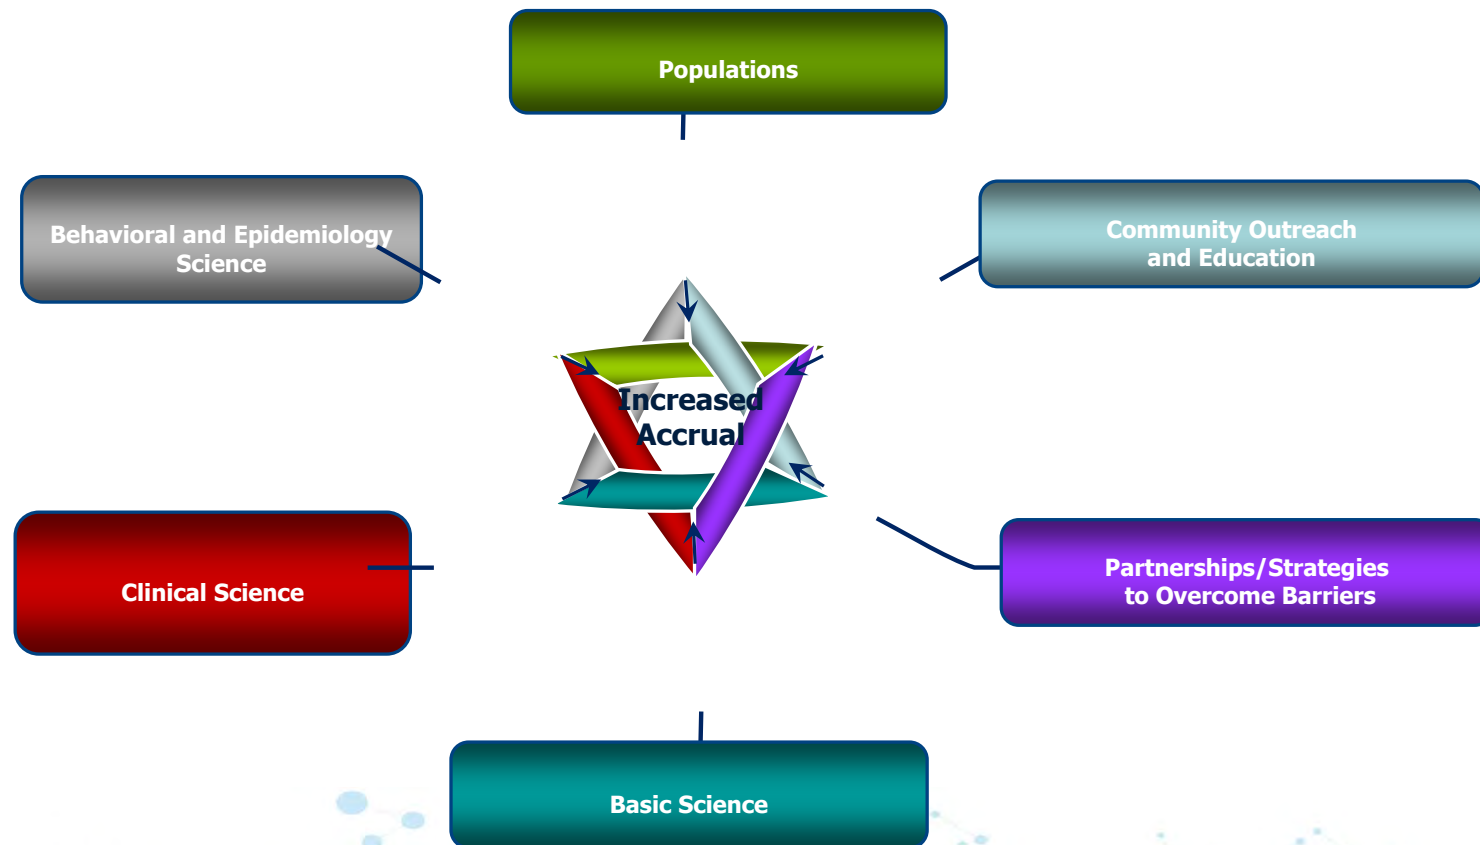 Populations
Behavioral and Epidemiology
Science
Community Outreach
and Education
Increased
Accrual
Clinical Science
Partnerships/Strategies
to Overcome Barriers
Basic Science